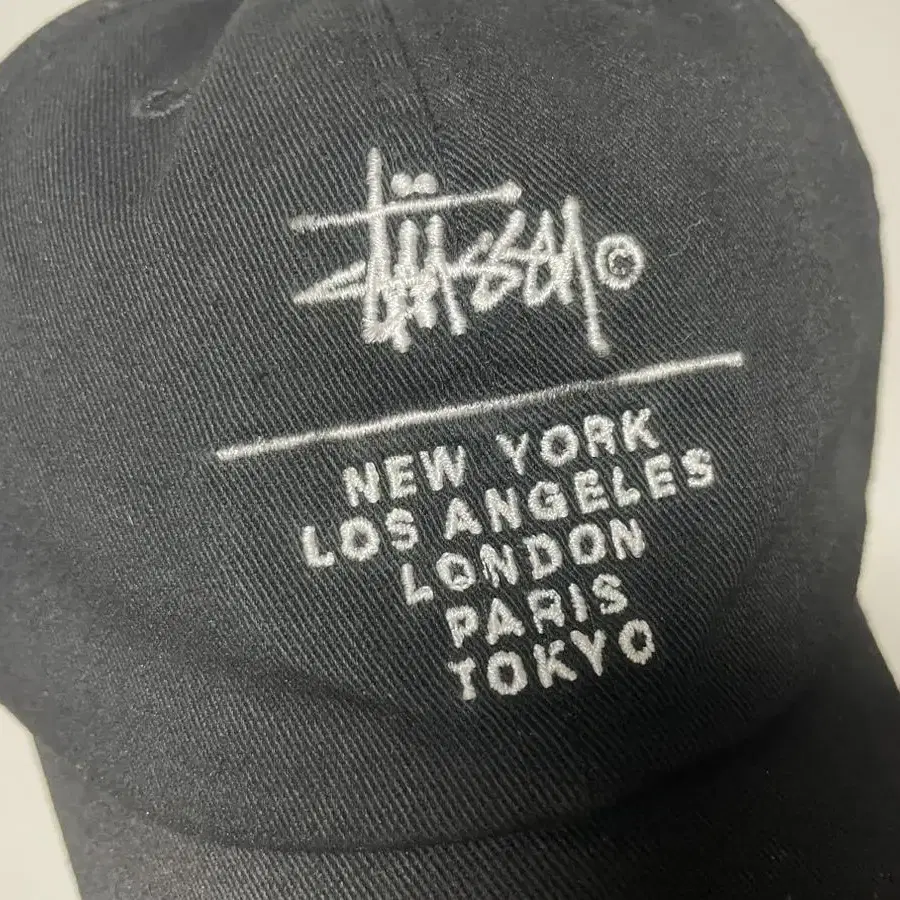 Stüssy ©
NEW YORK
LOS ANGELES
LONDON
PARIS
TOKYO